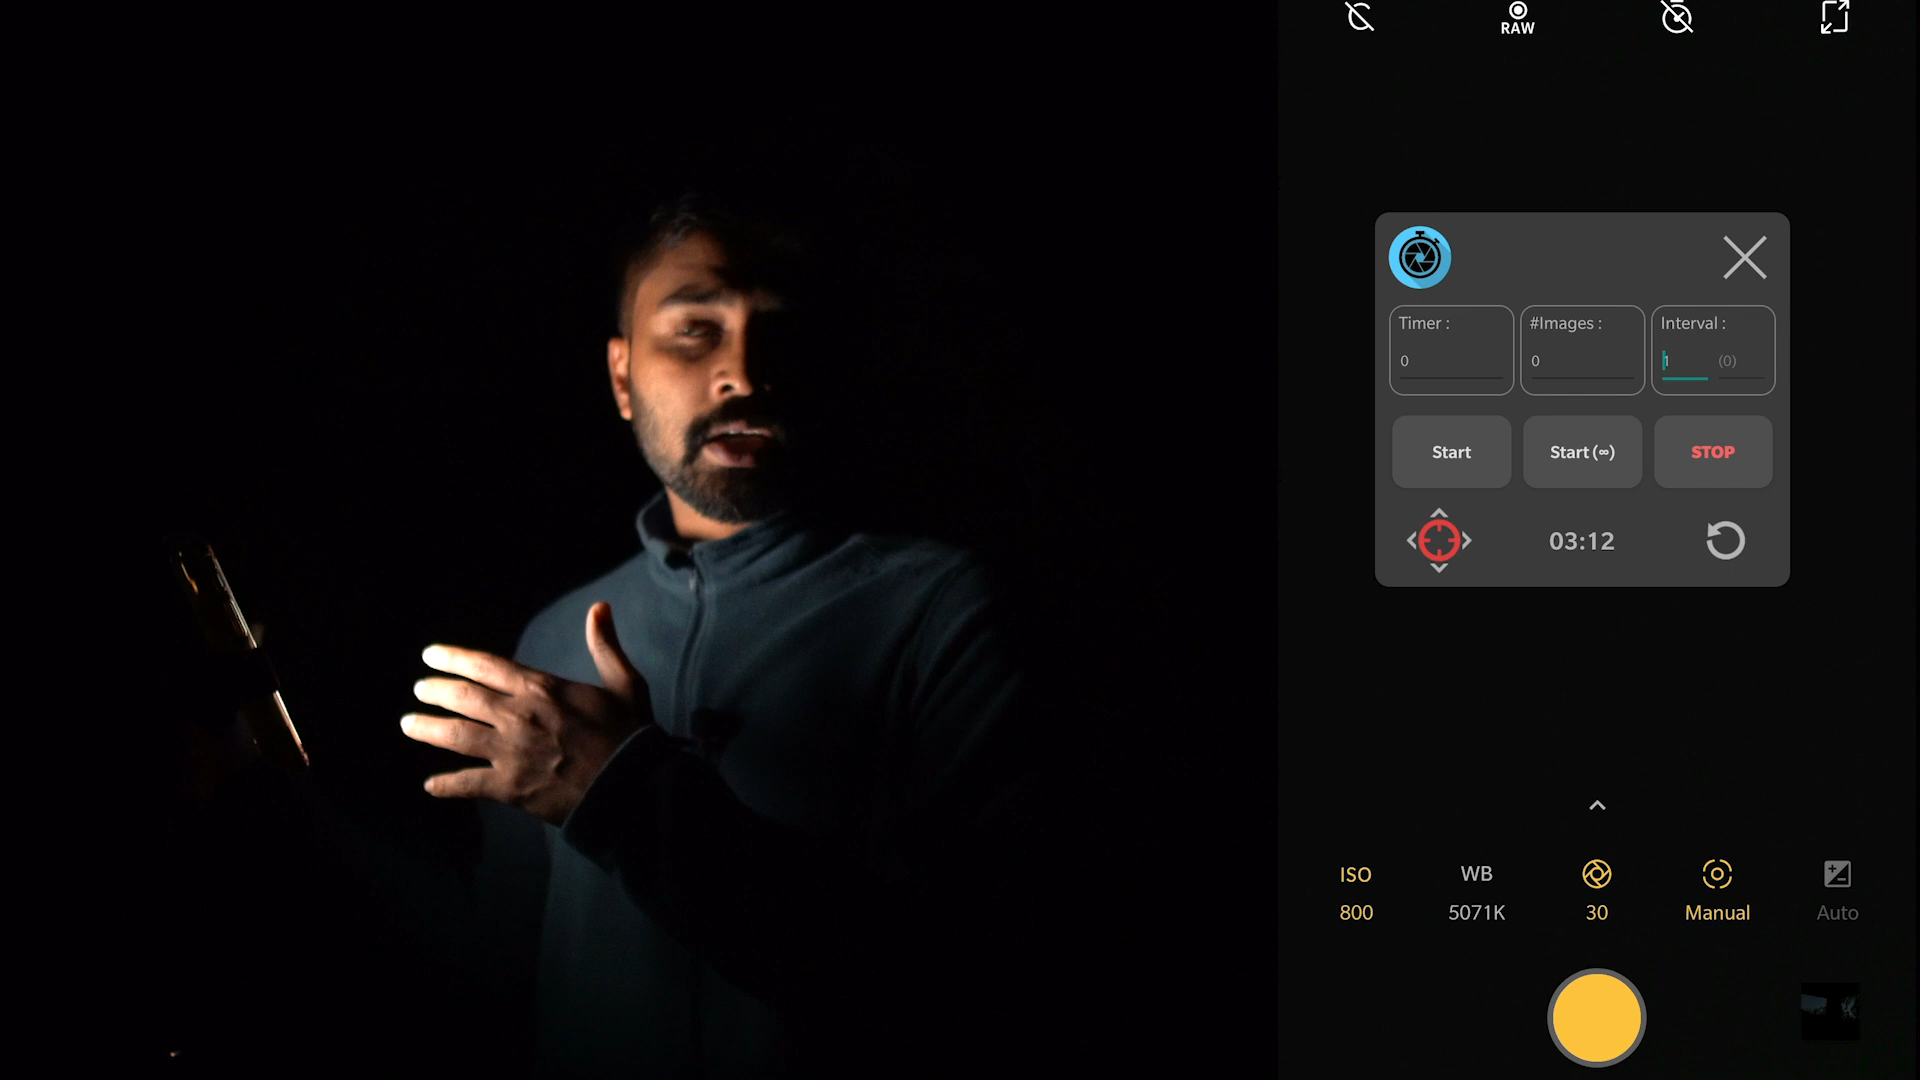 RAW
Timer :
#Images :
Interval :
0
0
1
(0)
Start
Start (∞)
STOP
03:12
ISO
WB
800
5071K
30
Manual
Auto